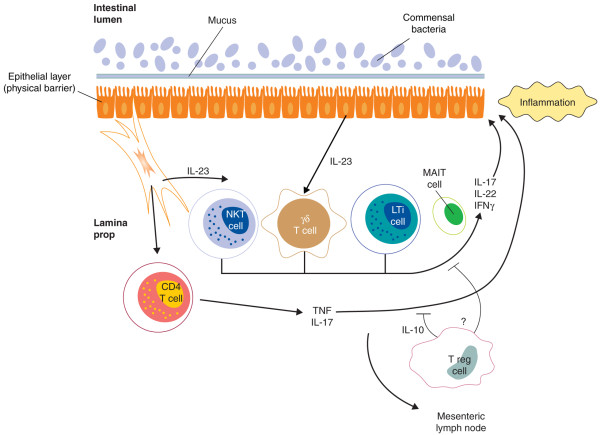 Intestinal
lumen
Mucus
Commensal
bacteria
Epithelial layer
(physical barrier)
Inflammation
IL-23
IL-23
MAIT
cell
IL-17
IL-22
IFNγ
NKT
cell
γδ
T cell
LTi
cell
Lamina
prop
CD4
T cell
TNF
IL-17
IL-10
?
T reg
cell
Mesenteric
lymph node